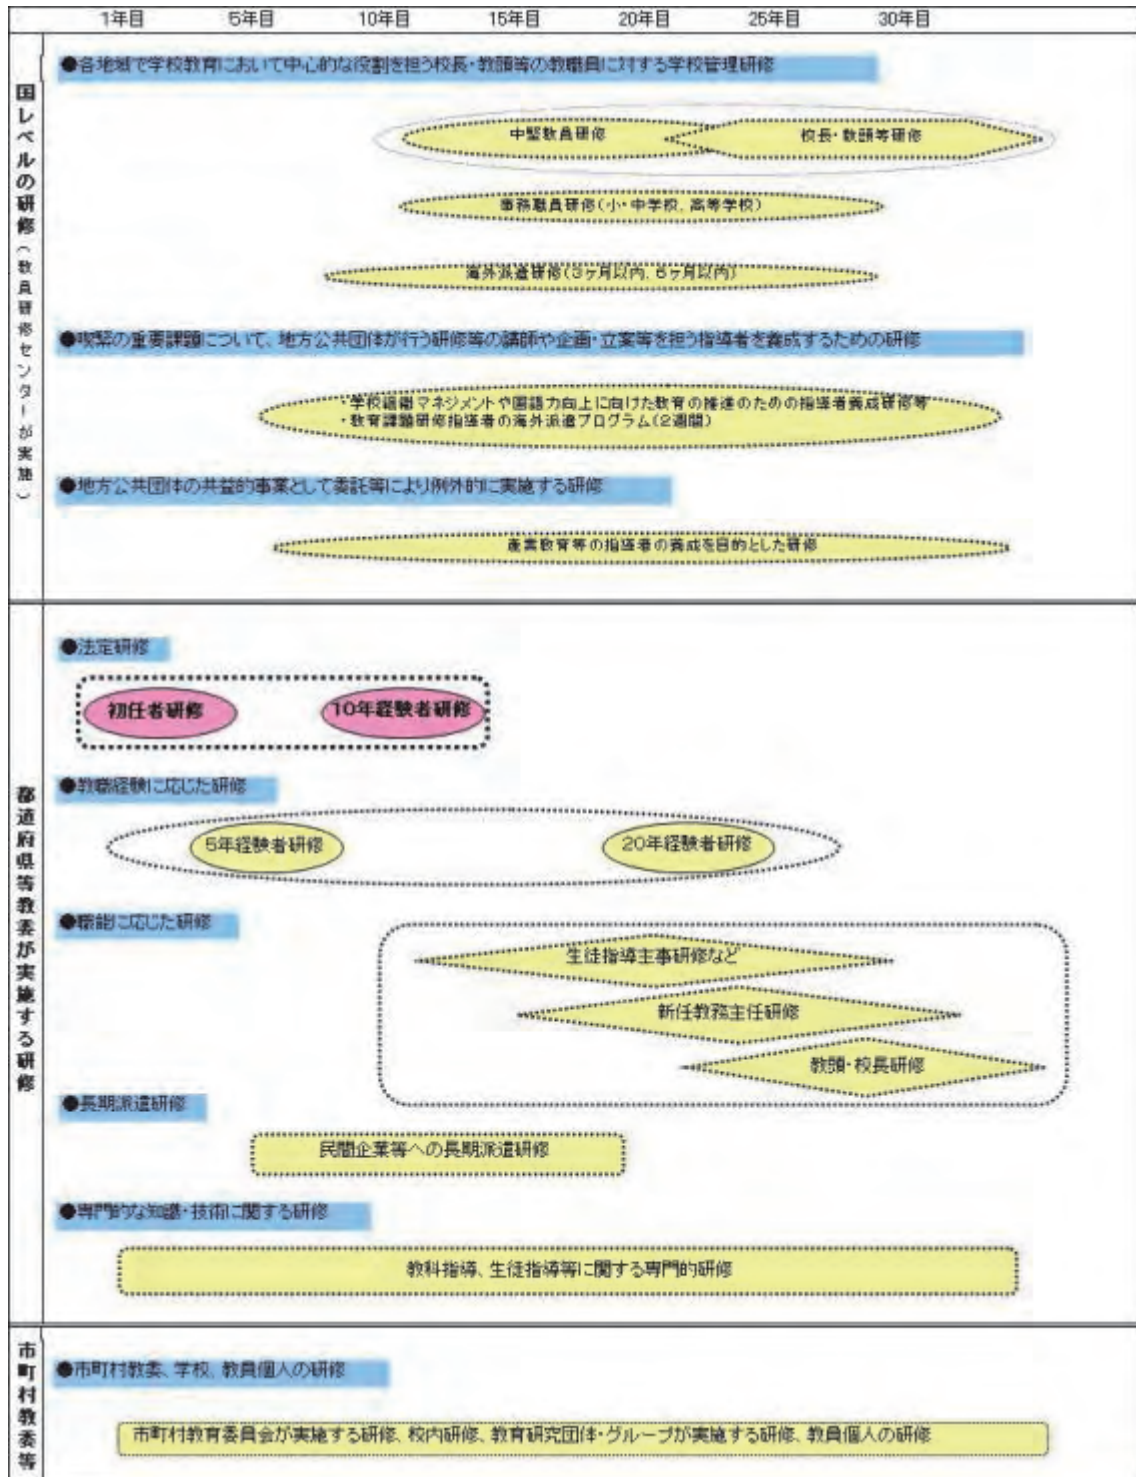 1年目 5年目 10年目 15年目 20年目 25年目 30年目
国レベルの研修(教員研修センターが実施)
●各地域で学校教育において中心的な役割を担う校長・教頭等の教職員に対する学校管理研修
中堅教員研修
校長・教頭等研修
事務職員研修(小・中学校、高等学校)
海外派遣研修(3ヶ月以内、6ヶ月以内)
●喫緊の重要課題について、地方公共団体が行う研修等の講師や企画・立案等を担う指導者を養成するための研修
・学校組織マネジメントや国語力向上に向けた教育の推進のための指導者養成研修等
・教育課題研修指導者の海外派遣プログラム(2週間)
●地方公共団体の共益的事業として委託等により例外的に実施する研修
産業教育等の指導者の養成を目的とした研修
都道府県等教委が実施する研修
●法定研修
初任者研修
10年経験者研修
●教職経験に応じた研修
5年経験者研修
20年経験者研修
●職能に応じた研修
生徒指導主事研修など
新任教務主任研修
教頭・校長研修
●長期派遣研修
民間企業等への長期派遣研修
●専門的な知識・技術に関する研修
教科指導、生徒指導等に関する専門的研修
市町村教委等
●市町村教委、学校、教員個人の研修
市町村教育委員会が実施する研修、校内研修、教育研究団体・グループが実施する研修、教員個人の研修